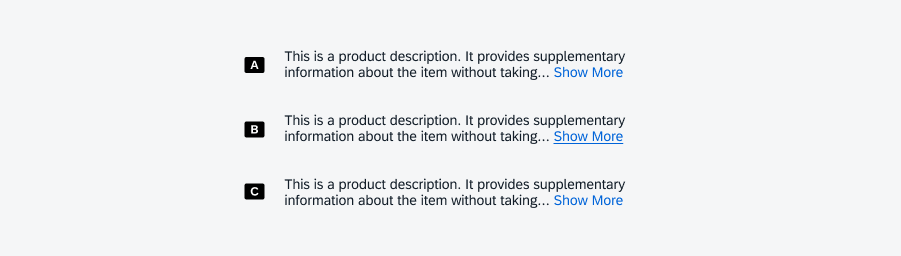 A
This is a product description. It provides supplementary
information about the item without taking... Show More
B
This is a product description. It provides supplementary
information about the item without taking... Show More
C
This is a product description. It provides supplementary
information about the item without taking... Show More